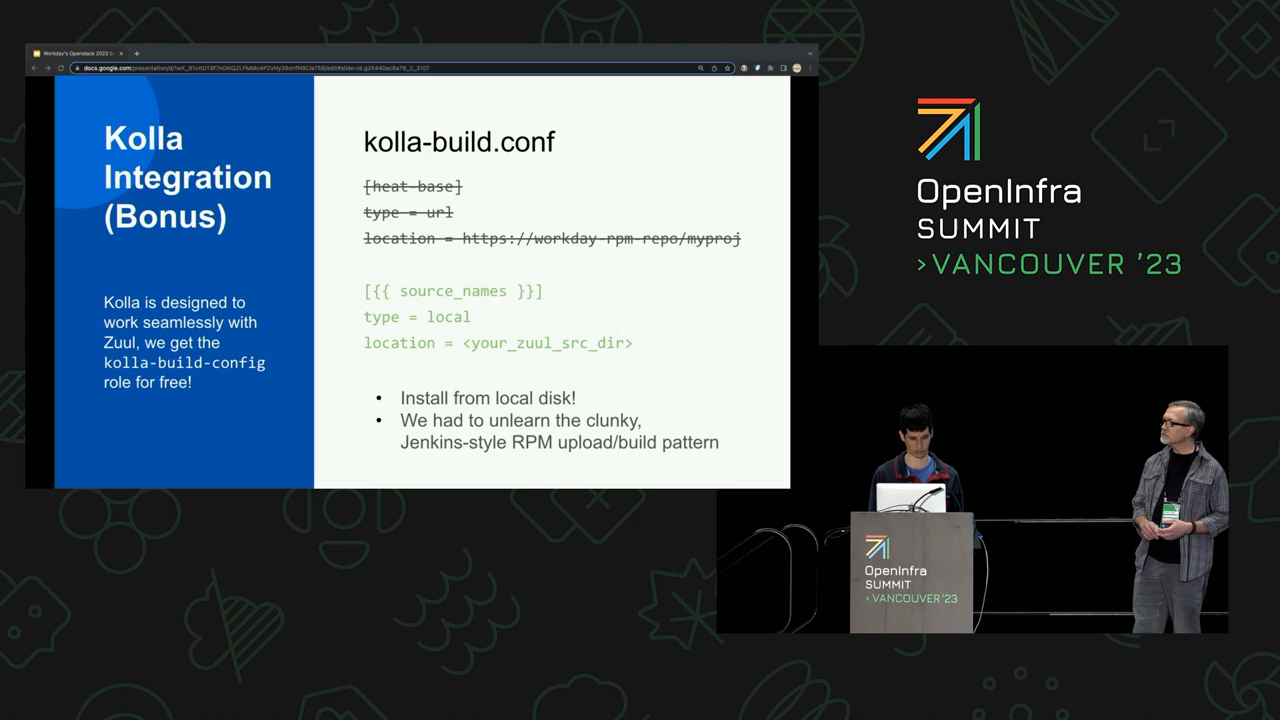 Workday's Openstack 2023 S
Kolla
Integration
(Bonus)
Kolla is designed to
work seamlessly with
Zuul, we get the
kolla-build-config
role for free!
kolla-build.conf
[heat-base]
type = url
location = https://workday-rpm-repo/myproj
[{{ source_names }}]
type = local
location = <your_zuul_src_dir>
• Install from local disk!
• We had to unlearn the clunky,
Jenkins-style RPM upload/build pattern
OpenInfra
SUMMIT
>VANCOUVER '23
OpenInfra
SUMMIT
>VANCOUVER '23